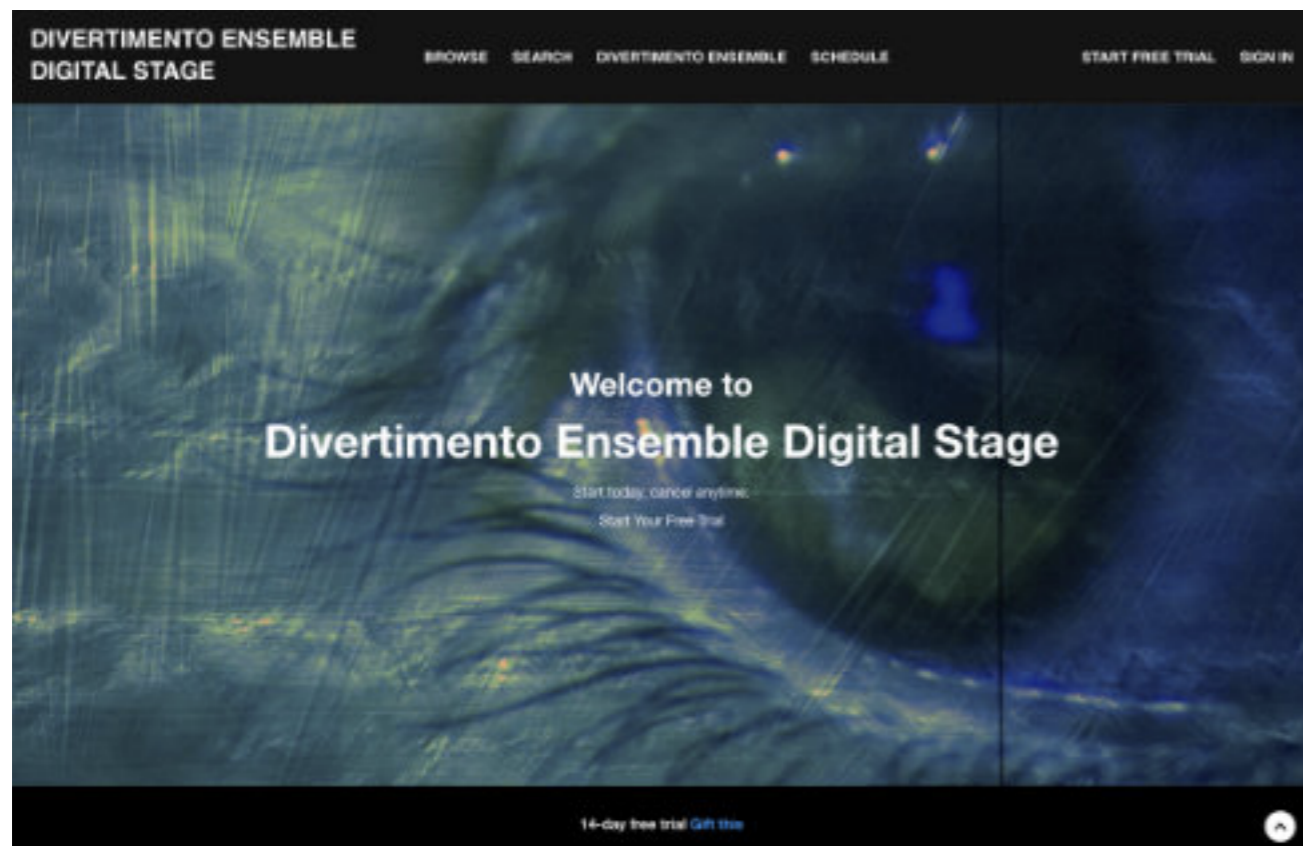 DIVERTIMENTO ENSEMBLE
DIGITAL STAGE
BROWSE SEARCH DIVERTIMENTO ENSEMBLE SCHEDULE START FREE TRIAL SIGN IN
Welcome to
Divertimento Ensemble Digital Stage
Start today, cancel anytime.
Start Your Free Trial
14-day free trial Gift this